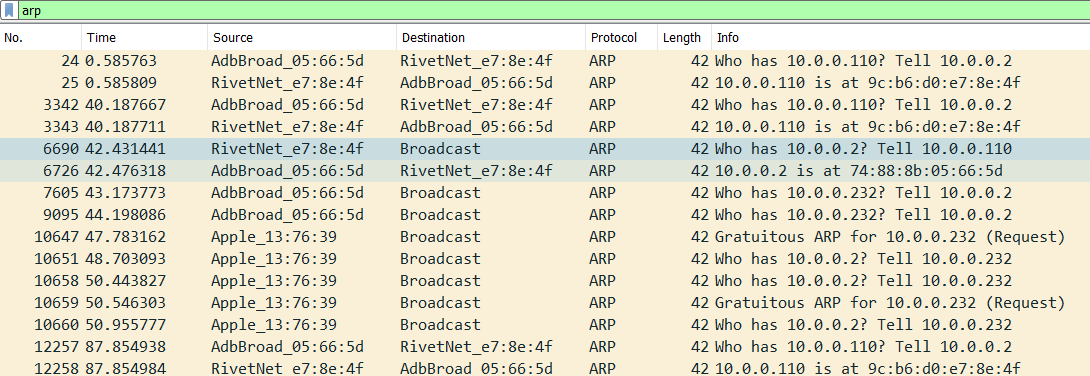 arp
No. Time Source Destination Protocol Length Info
24 0.585763 AdbBroad_05:66:5d RivetNet_e7:8e:4f ARP 42 Who has 10.0.0.110? Tell 10.0.0.2
25 0.585809 RivetNet_e7:8e:4f AdbBroad_05:66:5d ARP 42 10.0.0.110 is at 9c:b6:d0:e7:8e:4f
3342 40.187667 AdbBroad_05:66:5d RivetNet_e7:8e:4f ARP 42 Who has 10.0.0.110? Tell 10.0.0.2
3343 40.187711 RivetNet_e7:8e:4f AdbBroad_05:66:5d ARP 42 10.0.0.110 is at 9c:b6:d0:e7:8e:4f
6690 42.431441 RivetNet_e7:8e:4f Broadcast ARP 42 Who has 10.0.0.2? Tell 10.0.0.110
6726 42.476318 AdbBroad_05:66:5d RivetNet_e7:8e:4f ARP 42 10.0.0.2 is at 74:88:8b:05:66:5d
7605 43.173773 AdbBroad_05:66:5d Broadcast ARP 42 Who has 10.0.0.232? Tell 10.0.0.2
9095 44.198086 AdbBroad_05:66:5d Broadcast ARP 42 Who has 10.0.0.232? Tell 10.0.0.2
10647 47.783162 Apple_13:76:39 Broadcast ARP 42 Gratuitous ARP for 10.0.0.232 (Request)
10651 48.703093 Apple_13:76:39 Broadcast ARP 42 Who has 10.0.0.2? Tell 10.0.0.232
10658 50.443827 Apple_13:76:39 Broadcast ARP 42 Who has 10.0.0.2? Tell 10.0.0.232
10659 50.546303 Apple_13:76:39 Broadcast ARP 42 Gratuitous ARP for 10.0.0.232 (Request)
10660 50.955777 Apple_13:76:39 Broadcast ARP 42 Who has 10.0.0.2? Tell 10.0.0.232
12257 87.854938 AdbBroad_05:66:5d RivetNet_e7:8e:4f ARP 42 Who has 10.0.0.110? Tell 10.0.0.2
12258 87.854984 RivetNet_e7:8e:4f AdbBroad_05:66:5d ARP 42 10.0.0.110 is at 9c:b6:d0:e7:8e:4f